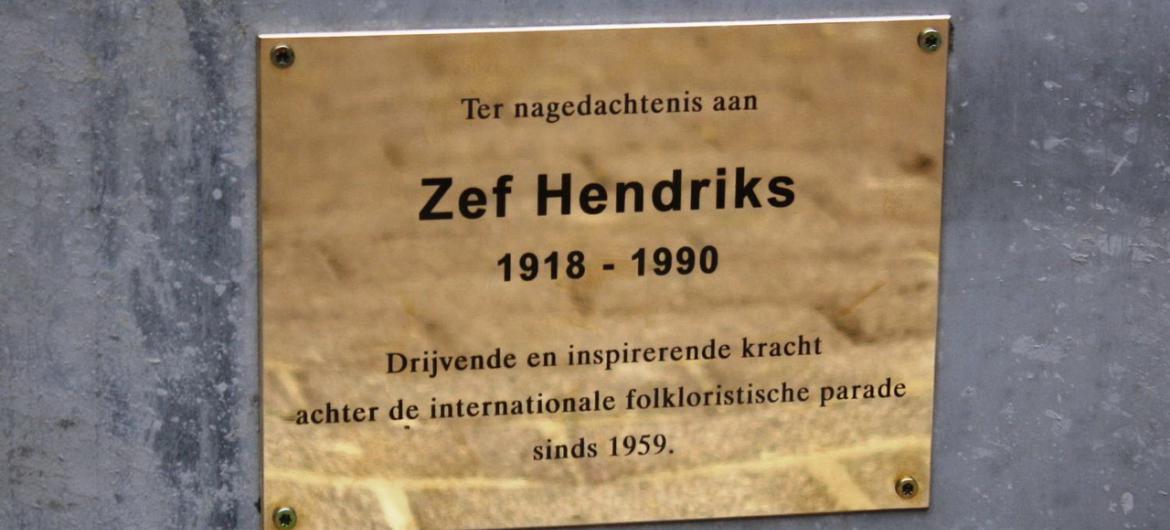 Ter nagedachtenis aan
Zef Hendriks
1918 - 1990
Drijvende en inspirerende kracht
achter de internationale folkloristische parade
sinds 1959.